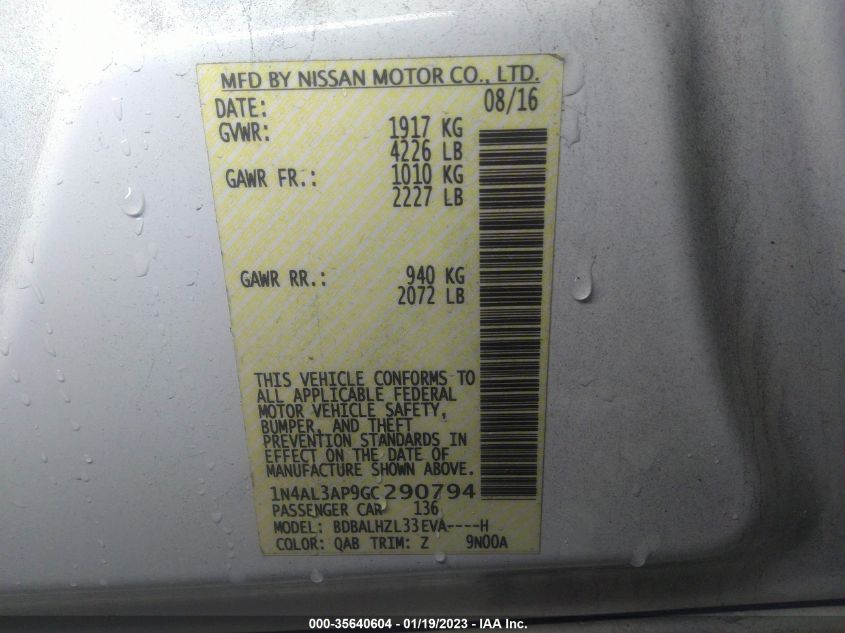 MFD BY NISSAN MOTOR CO., LTD.
DATE: 08/16
GVWR: 1917 KG
4226 LB
GAWR FR.: 1010 KG
2227 LB
GAWR RR.: 940 KG
2072 LB
THIS VEHICLE CONFORMS TO
ALL APPLICABLE FEDERAL
MOTOR VEHICLE SAFETY,
BUMPER, AND THEFT
PREVENTION STANDARDS IN
EFFECT ON THE DATE OF
MANUFACTURE SHOWN ABOVE.
1N4AL3AP9GC290794
PASSENGER CAR 136
MODEL: BDBALHZL33EVA----H
COLOR: QAB TRIM: Z 9N00A
000-35640604 - 01/19/2023 - IAA Inc.